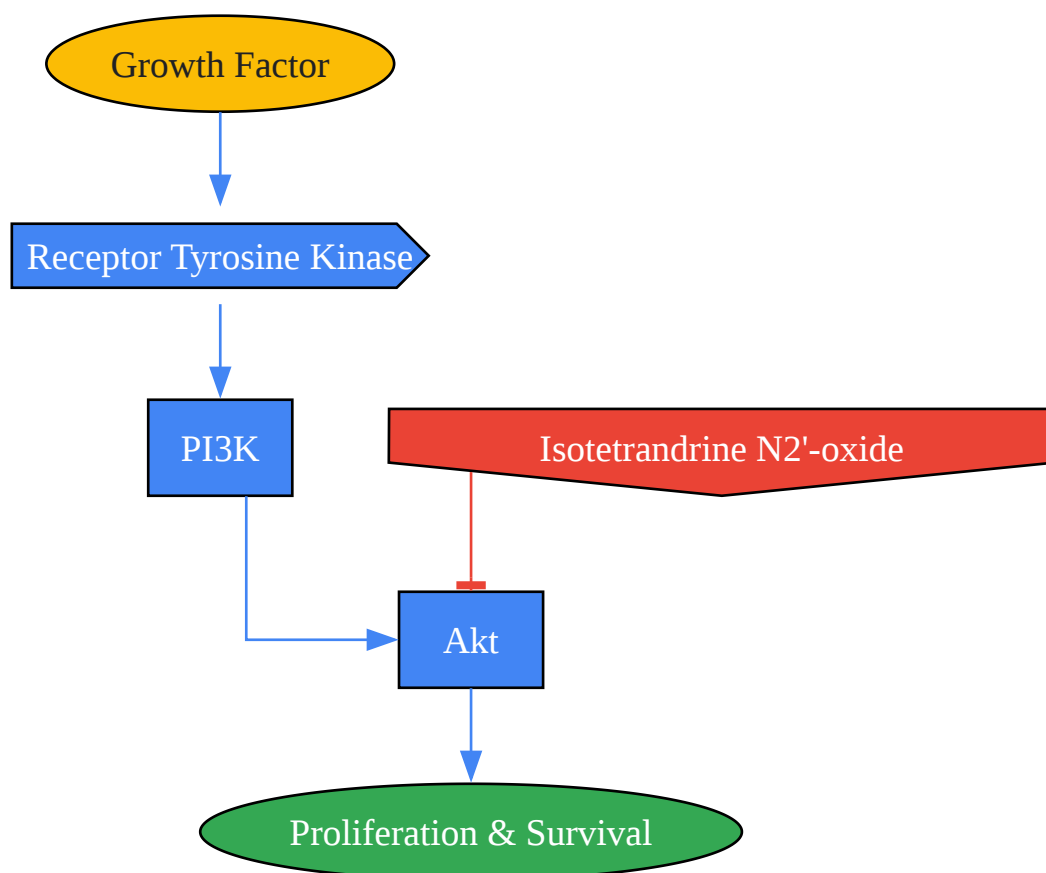 Growth Factor
Receptor Tyrosine Kinase
PI3K
Isotetrandrine N2'-oxide
Akt
Proliferation & Survival